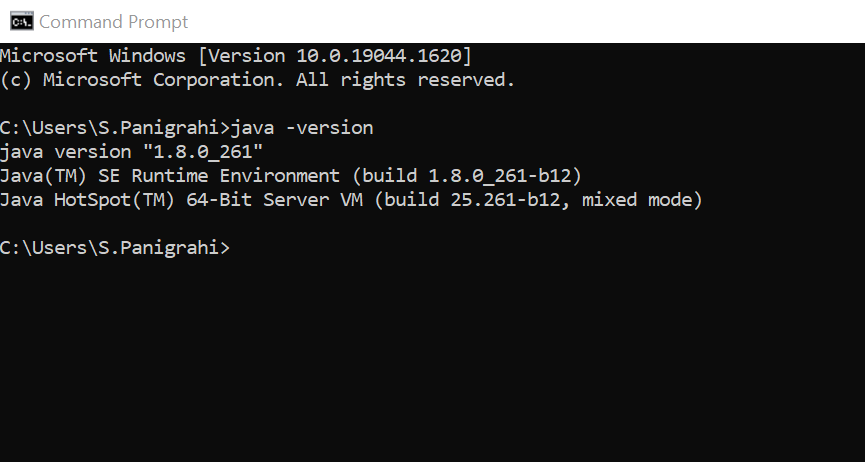 Command Prompt
Microsoft Windows [Version 10.0.19044.1620]
(c) Microsoft Corporation. All rights reserved.
C:\Users\S.Panigrahi>java -version
java version "1.8.0_261"
Java(TM) SE Runtime Environment (build 1.8.0_261-b12)
Java HotSpot(TM) 64-Bit Server VM (build 25.261-b12, mixed mode)
C:\Users\S.Panigrahi>